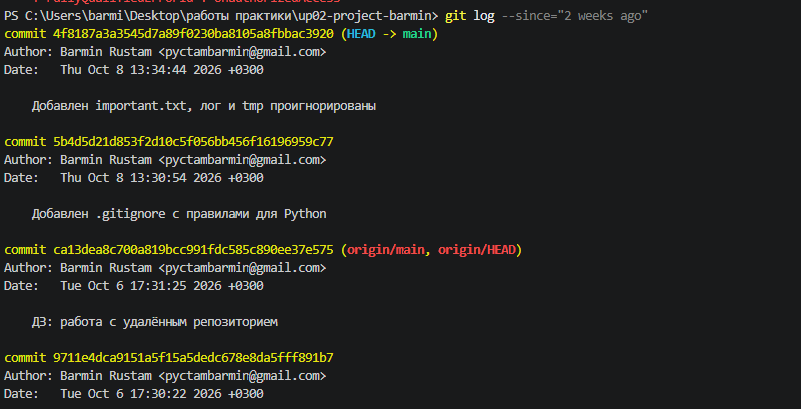 PS C:\Users\barmi\Desktop\работы практики\up02-project-barmin> git log --since="2 weeks ago"
commit 4f8187a3a3545d7a89f0230ba8105a8fbbac3920 (HEAD -> main)
Author: Barmin Rustam <pyctambarmin@gmail.com>
Date:   Thu Oct 8 13:34:44 2026 +0300
Добавлен important.txt, лог и tmp проигнорированы
commit 5b4d5d21d853f2d10c5f056bb456f16196959c77
Author: Barmin Rustam <pyctambarmin@gmail.com>
Date:   Thu Oct 8 13:30:54 2026 +0300
Добавлен .gitignore с правилами для Python
commit ca13dea8c700a819bcc991fdc585c890ee37e575 (origin/main, origin/HEAD)
Author: Barmin Rustam <pyctambarmin@gmail.com>
Date:   Tue Oct 6 17:31:25 2026 +0300
ДЗ: работа с удалённым репозиторием
commit 9711e4dca9151a5f15a5dedc678e8da5fff891b7
Author: Barmin Rustam <pyctambarmin@gmail.com>
Date:   Tue Oct 6 17:30:22 2026 +0300